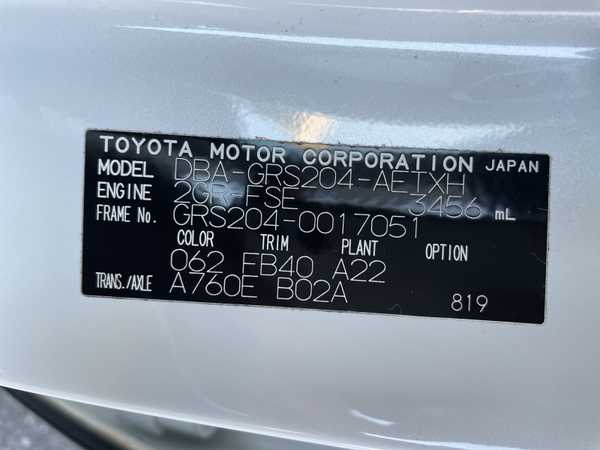 TOYOTA MOTOR CORPORATION JAPAN
MODEL DBA-GRS204-AETXH
ENGINE 2GR-FSE 3456 mL
FRAME No. GRS204-0017051
COLOR TRIM PLANT OPTION
062 FB40 A22
TRANS./AXLE A760E B02A 819